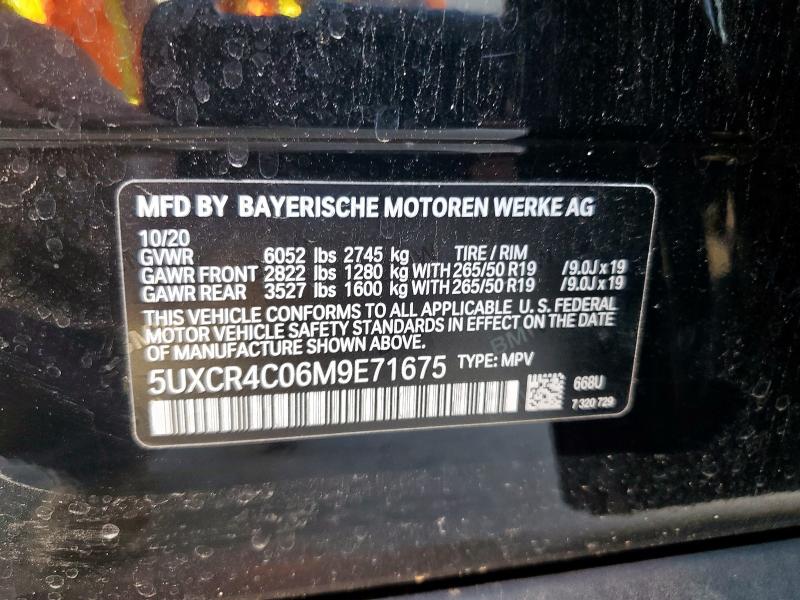 MFD BY BAYERISCHE MOTOREN WERKE AG
10/20
GVWR 6052 lbs 2745 kg TIRE / RIM
GAWR FRONT 2822 lbs 1280 kg WITH 265/50 R19 /9.0J x 19
GAWR REAR 3527 lbs 1600 kg WITH 265/50 R19 /9.0J x 19
THIS VEHICLE CONFORMS TO ALL APPLICABLE U. S. FEDERAL
MOTOR VEHICLE SAFETY STANDARDS IN EFFECT ON THE DATE
OF MANUFACTURE SHOWN ABOVE.
5UXCR4C06M9E71675 TYPE: MPV
668U
7 320 729